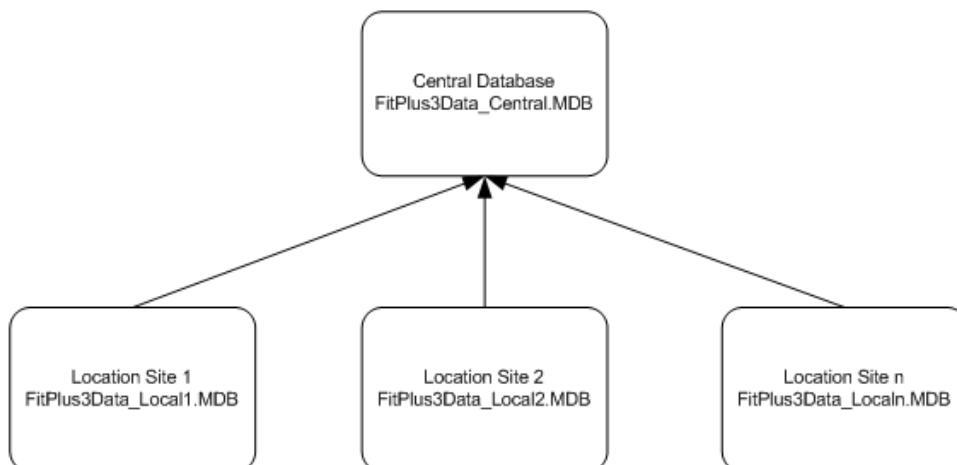 Central Database
FitPlus3Data_Central.MDB
Location Site 1
FitPlus3Data_Local1.MDB
Location Site 2
FitPlus3Data_Local2.MDB
Location Site n
FitPlus3Data_Localn.MDB